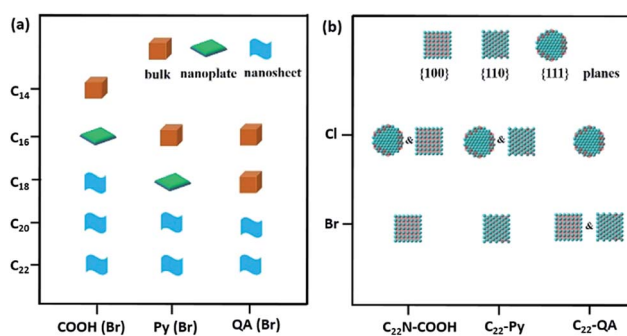 (a)
bulk nanoplate nanosheet
C14
C16
C18
C20
C22
COOH (Br) Py (Br) QA (Br)
(b)
{100} {110} {111} planes
Cl & &
Br &
C22N-COOH C22-Py C22-QA